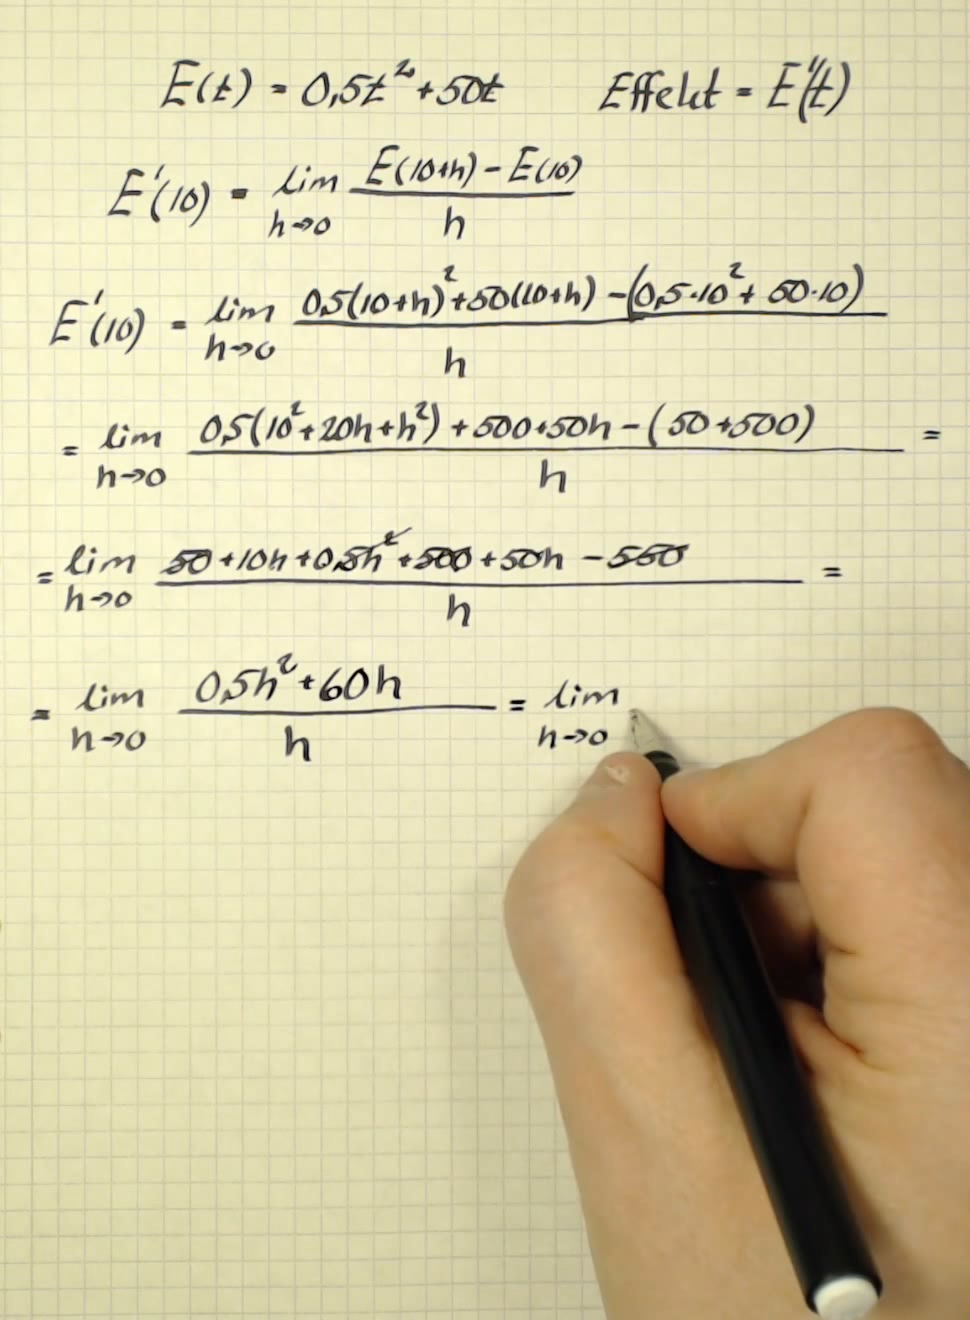 E(t) = 0,5t² + 50t Effekt = E'(t)
E'(10) = lim h→0 (E(10+h) - E(10))/h
E'(10) = lim h→0 (0,5(10+h)² + 50(10+h) - (0,5·10² + 50·10))/h
= lim h→0 (0,5(10² + 20h + h²) + 500 + 50h - (50 + 500))/h =
= lim h→0 (50 + 10h + 0,5h² + 500 + 50h - 550)/h =
= lim h→0 (0,5h² + 60h)/h = lim h→0